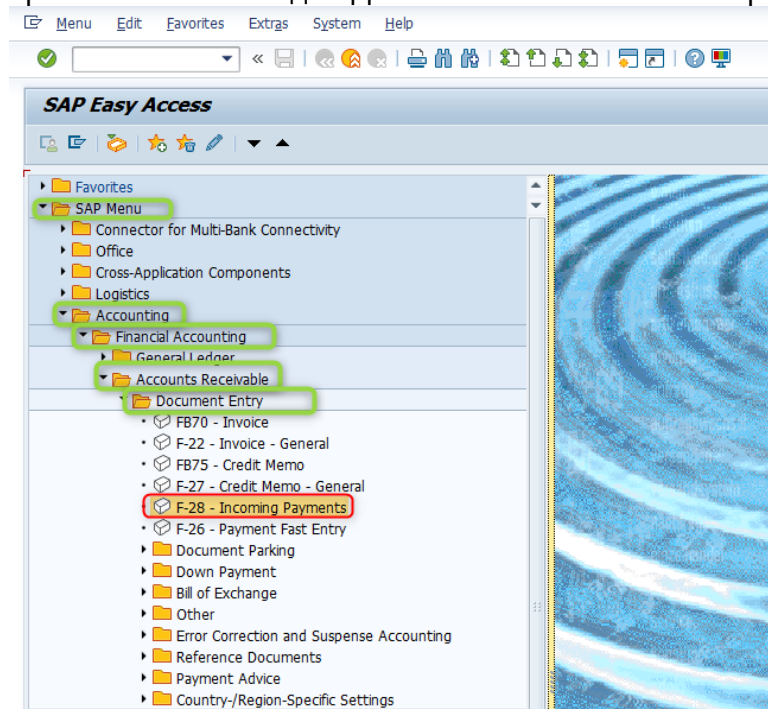 Menu Edit Favorites Extras System Help
SAP Easy Access
Favorites
SAP Menu
Connector for Multi-Bank Connectivity
Office
Cross-Application Components
Logistics
Accounting
Financial Accounting
General Ledger
Accounts Receivable
Document Entry
FB70 - Invoice
F-22 - Invoice - General
FB75 - Credit Memo
F-27 - Credit Memo - General
F-28 - Incoming Payments
F-26 - Payment Fast Entry
Document Parking
Down Payment
Bill of Exchange
Other
Error Correction and Suspense Accounting
Reference Documents
Payment Advice
Country-/Region-Specific Settings